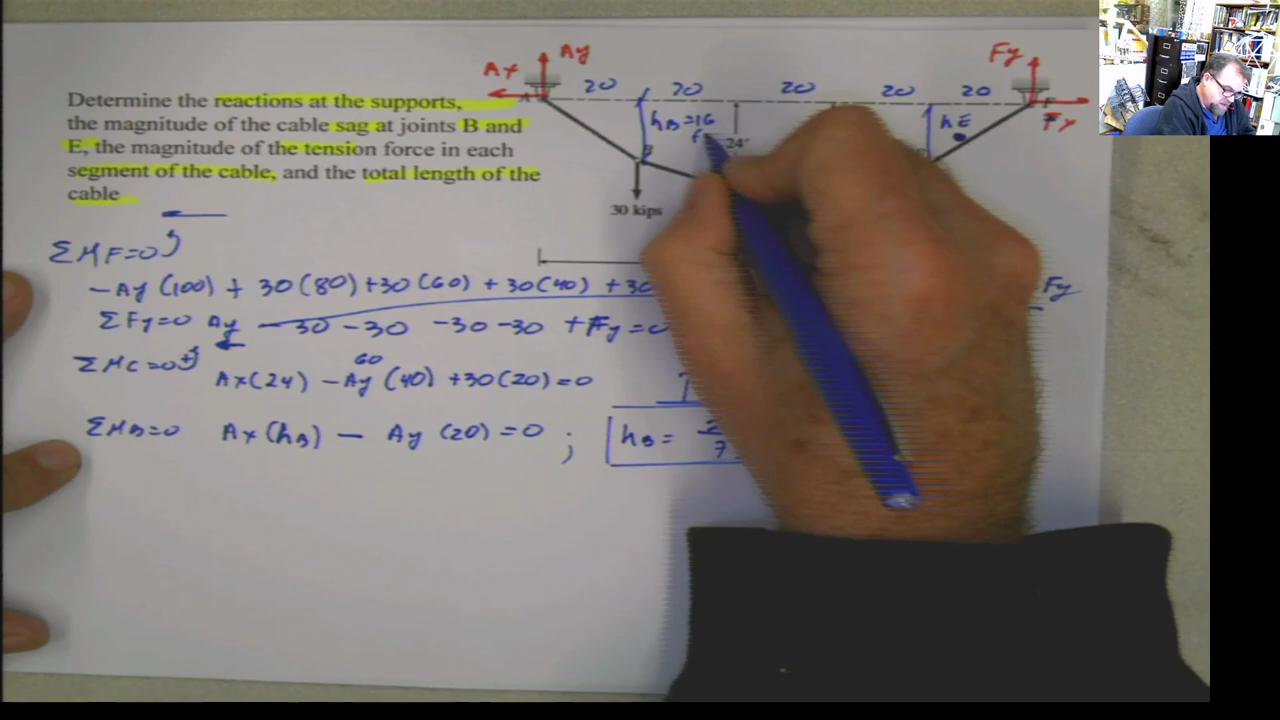 Ax Ay Fy
20 20 20 20 20
Fx
hB=16
f
24'
hE
B
30 kips
Determine the reactions at the supports,
the magnitude of the cable sag at joints B and
E, the magnitude of the tension force in each
segment of the cable, and the total length of the
cable
ΣMF=0
-Ay (100) + 30(80) +30(60) + 30(40) +30
Fy
ΣFy=0 Ay -30 -30 -30 -30 +Fy=0
ΣMC=0+
60
Ax(24) -Ay (40) +30(20) =0
ΣMB=0 Ax(hB) - Ay (20) =0 ;
hB=